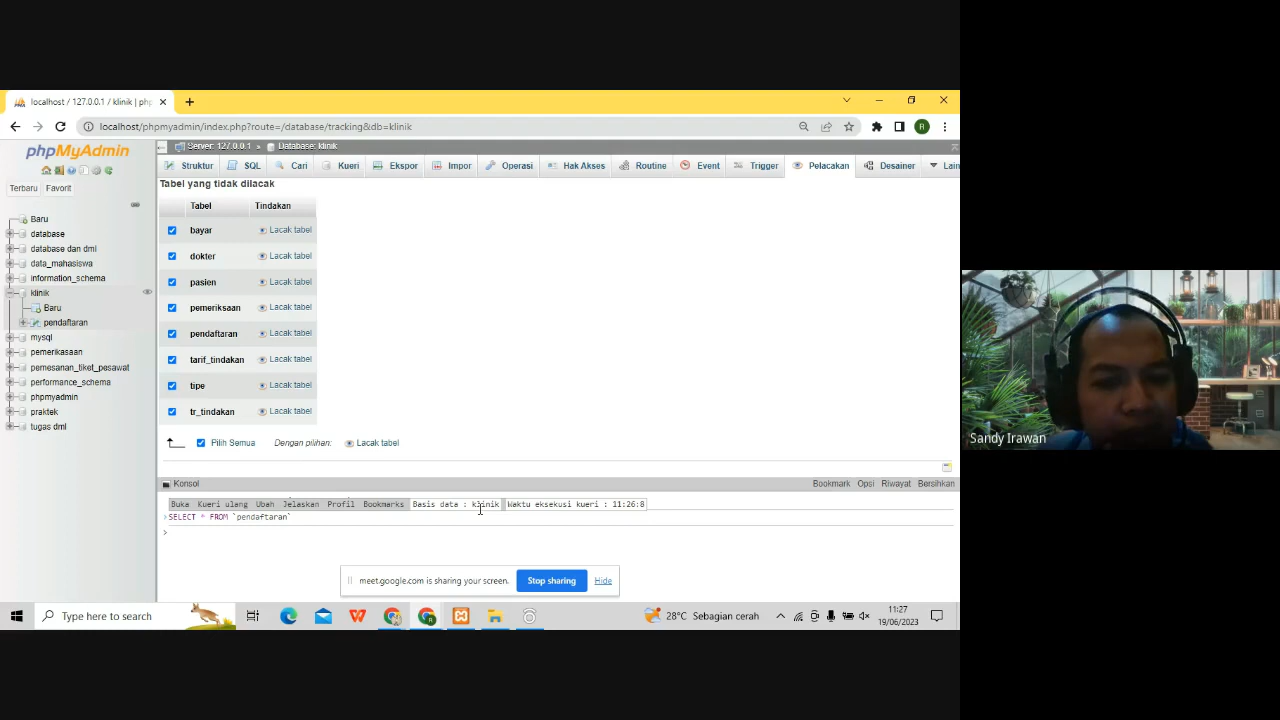 localhost / 127.0.0.1 / klinik | php
localhost/phpmyadmin/index.php?route=/database/tracking&db=klinik
phpMyAdmin
Terbaru Favorit
Baru
database
database dan dml
data_mahasiswa
information_schema
klinik
Baru
pendaftaran
mysql
pemerikasaan
pemesanan_tiket_pesawat
performance_schema
phpmyadmin
praktek
tugas dml
Server: 127.0.0.1 » Database: klinik
Struktur SQL Cari Kueri Ekspor Impor Operasi Hak Akses Routine Event Trigger Pelacakan Desainer Lain
Tabel yang tidak dilacak
Tabel Tindakan
bayar Lacak tabel
dokter Lacak tabel
pasien Lacak tabel
pemeriksaan Lacak tabel
pendaftaran Lacak tabel
tarif_tindakan Lacak tabel
tipe Lacak tabel
tr_tindakan Lacak tabel
Pilih Semua Dengan pilihan: Lacak tabel
Konsol Bookmark Opsi Riwayat Bersihkan
Buka Kueri ulang Ubah Jelaskan Profil Bookmarks Basis data : klinik Waktu eksekusi kueri : 11:26:8
>SELECT * FROM `pendaftaran`
>
meet.google.com is sharing your screen. Stop sharing Hide
Type here to search
28°C Sebagian cerah
11:27
19/06/2023
Sandy Irawan